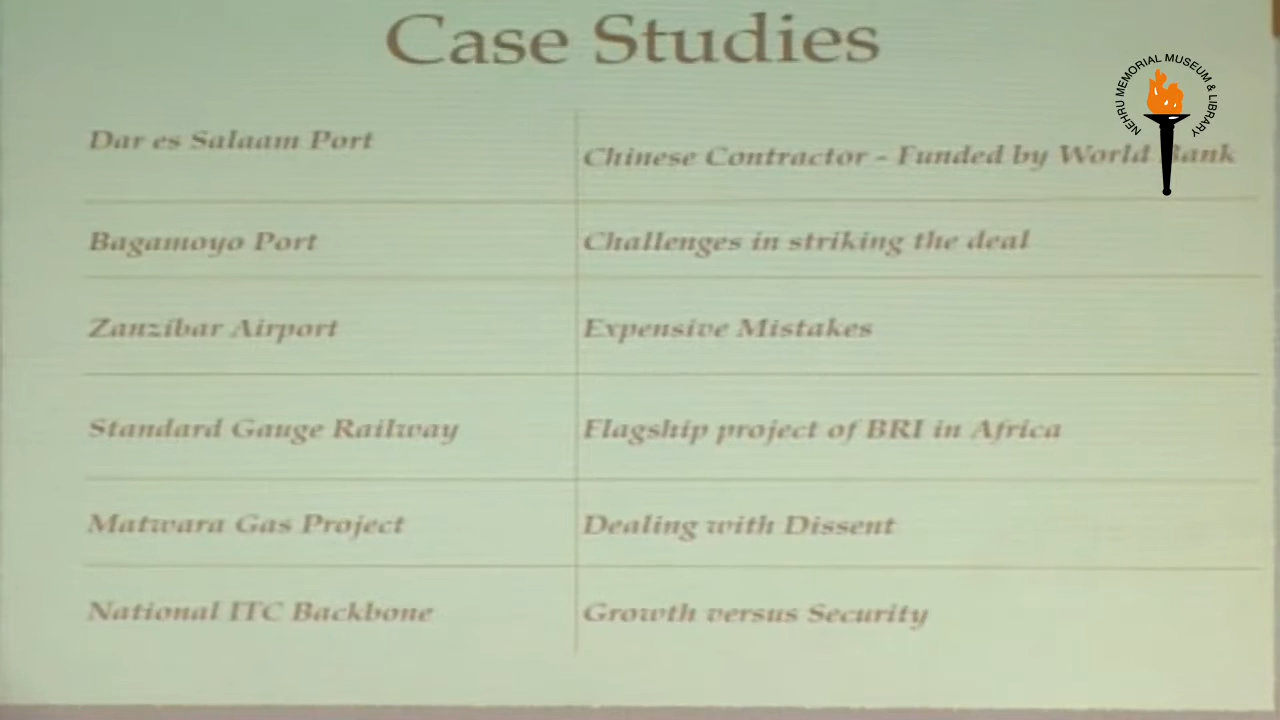 Case Studies
NEHRU MEMORIAL MUSEUM & LIBRARY
Dar es Salaam Port
Chinese Contractor - Funded by World Bank
Bagamoyo Port
Challenges in striking the deal
Zanzibar Airport
Expensive Mistakes
Standard Gauge Railway
Flagship project of BRI in Africa
Matwara Gas Project
Dealing with Dissent
National ITC Backbone
Growth versus Security